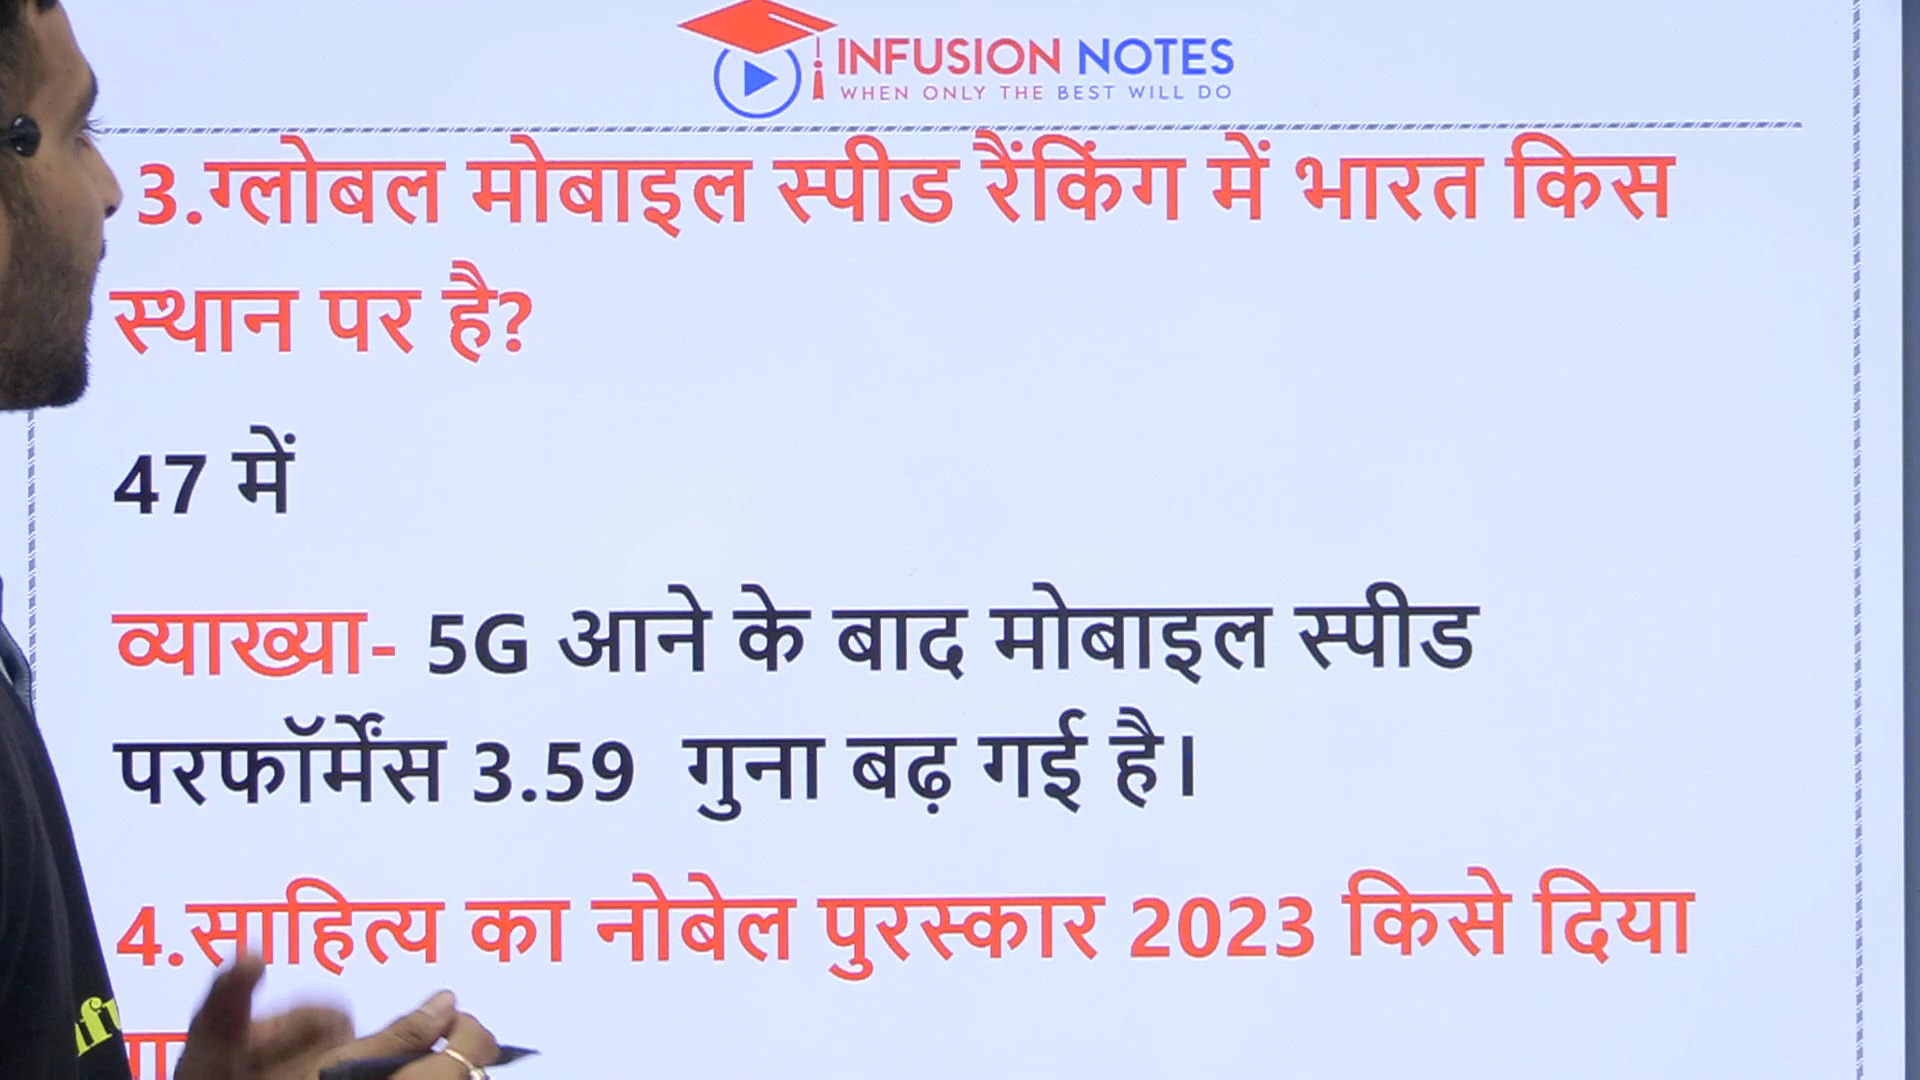 INFUSION NOTES
WHEN ONLY THE BEST WILL DO
3.ग्लोबल मोबाइल स्पीड रैंकिंग में भारत किस
स्थान पर है?
47 में
व्याख्या- 5G आने के बाद मोबाइल स्पीड
परफॉर्मेंस 3.59 गुना बढ़ गई है।
4.साहित्य का नोबेल पुरस्कार 2023 किसे दिया